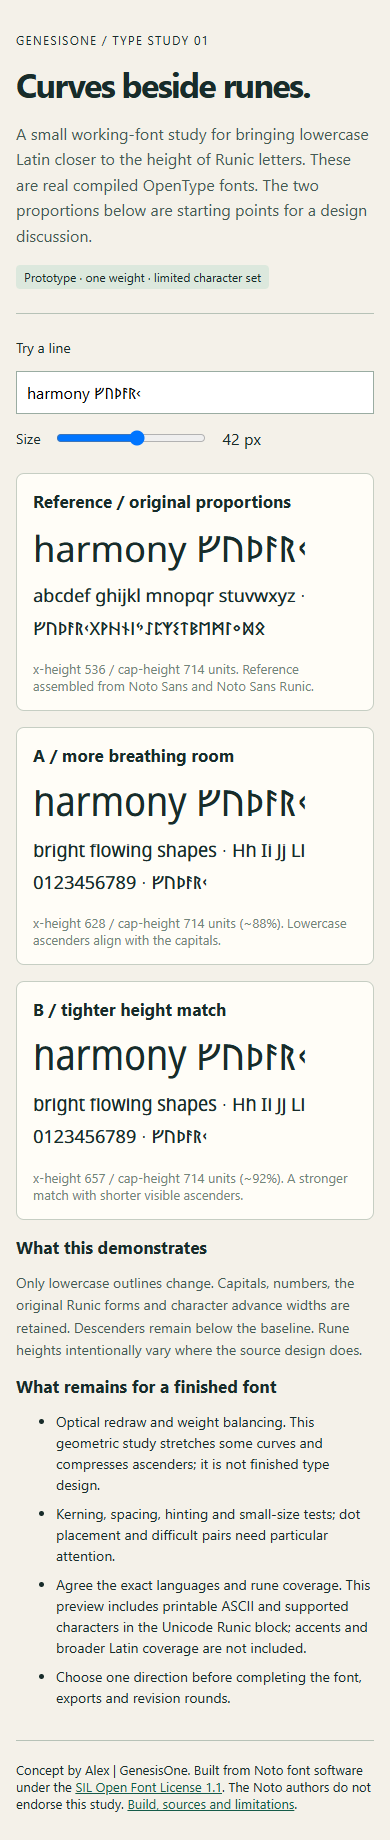 GENESISONE / TYPE STUDY 01
Curves beside runes.
A small working-font study for bringing lowercase
Latin closer to the height of Runic letters. These
are real compiled OpenType fonts. The two
proportions below are starting points for a design
discussion.
Prototype · one weight · limited character set
Try a line
harmony ᚠᚢᚦᚨᚱᚲ
Size 42 px
Reference / original proportions
harmony ᚠᚢᚦᚨᚱᚲ
abcdef ghijkl mnopqr stuvwxyz ·
ᚠᚢᚦᚨᚱᚲᚷᚹᚺᚾᛁᛃᛇᛈᛉᛊᛏᛒᛖᛗᛚᛜᛞᛟ
x-height 536 / cap-height 714 units. Reference
assembled from Noto Sans and Noto Sans Runic.
A / more breathing room
harmony ᚠᚢᚦᚨᚱᚲ
bright flowing shapes · Hh Ii Jj Ll
0123456789 · ᚠᚢᚦᚨᚱᚲ
x-height 628 / cap-height 714 units (~88%). Lowercase
ascenders align with the capitals.
B / tighter height match
harmony ᚠᚢᚦᚨᚱᚲ
bright flowing shapes · Hh Ii Jj Ll
0123456789 · ᚠᚢᚦᚨᚱᚲ
x-height 657 / cap-height 714 units (~92%). A stronger
match with shorter visible ascenders.
What this demonstrates
Only lowercase outlines change. Capitals, numbers, the
original Runic forms and character advance widths are
retained. Descenders remain below the baseline. Rune
heights intentionally vary where the source design does.
What remains for a finished font
• Optical redraw and weight balancing. This
geometric study stretches some curves and
compresses ascenders; it is not finished type
design.
• Kerning, spacing, hinting and small-size tests; dot
placement and difficult pairs need particular
attention.
• Agree the exact languages and rune coverage. This
preview includes printable ASCII and supported
characters in the Unicode Runic block; accents and
broader Latin coverage are not included.
• Choose one direction before completing the font,
exports and revision rounds.
Concept by Alex | GenesisOne. Built from Noto font software
under the SIL Open Font License 1.1. The Noto authors do not
endorse this study. Build, sources and limitations.